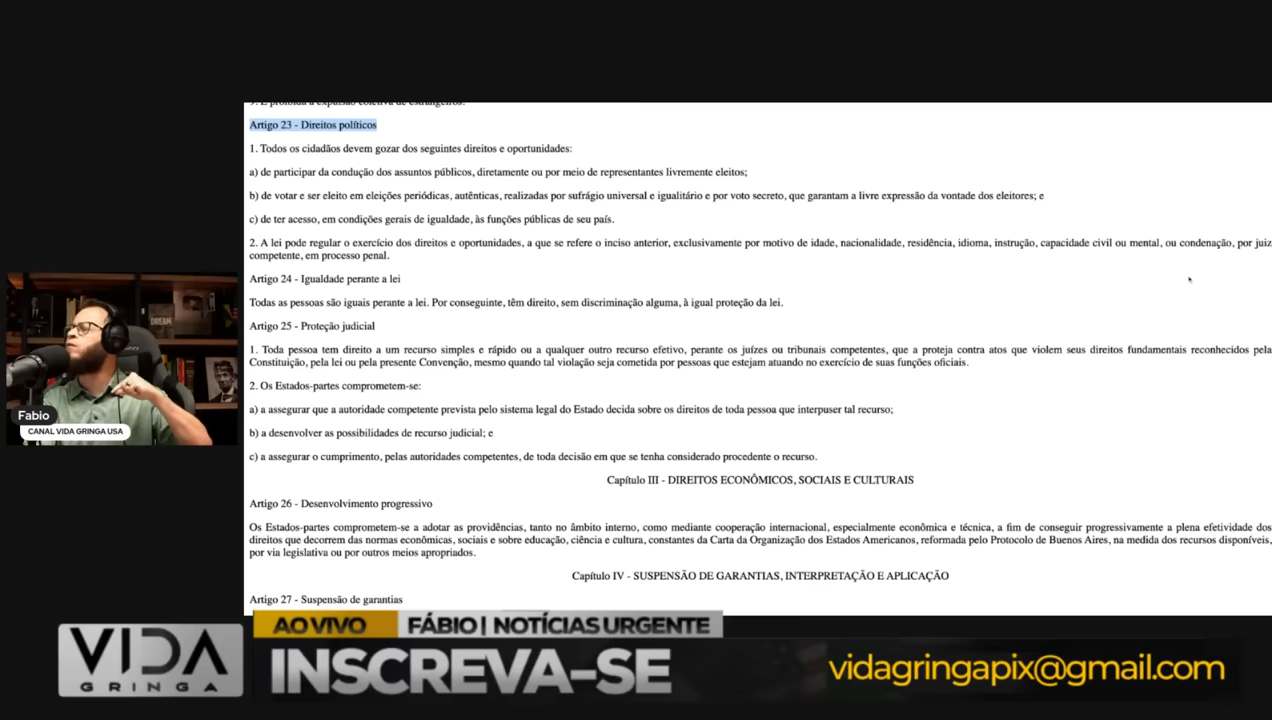 9. É proibida a expulsão coletiva de estrangeiros.
Artigo 23 - Direitos políticos
1. Todos os cidadãos devem gozar dos seguintes direitos e oportunidades:
a) de participar da condução dos assuntos públicos, diretamente ou por meio de representantes livremente eleitos;
b) de votar e ser eleito em eleições periódicas, autênticas, realizadas por sufrágio universal e igualitário e por voto secreto, que garantam a livre expressão da vontade dos eleitores; e
c) de ter acesso, em condições gerais de igualdade, às funções públicas de seu país.
2. A lei pode regular o exercício dos direitos e oportunidades, a que se refere o inciso anterior, exclusivamente por motivo de idade, nacionalidade, residência, idioma, instrução, capacidade civil ou mental, ou condenação, por juiz
competente, em processo penal.
Artigo 24 - Igualdade perante a lei
Todas as pessoas são iguais perante a lei. Por conseguinte, têm direito, sem discriminação alguma, à igual proteção da lei.
Artigo 25 - Proteção judicial
1. Toda pessoa tem direito a um recurso simples e rápido ou a qualquer outro recurso efetivo, perante os juízes ou tribunais competentes, que a proteja contra atos que violem seus direitos fundamentais reconhecidos pela
Constituição, pela lei ou pela presente Convenção, mesmo quando tal violação seja cometida por pessoas que estejam atuando no exercício de suas funções oficiais.
2. Os Estados-partes comprometem-se:
a) a assegurar que a autoridade competente prevista pelo sistema legal do Estado decida sobre os direitos de toda pessoa que interpuser tal recurso;
b) a desenvolver as possibilidades de recurso judicial; e
c) a assegurar o cumprimento, pelas autoridades competentes, de toda decisão em que se tenha considerado procedente o recurso.
Capítulo III - DIREITOS ECONÔMICOS, SOCIAIS E CULTURAIS
Artigo 26 - Desenvolvimento progressivo
Os Estados-partes comprometem-se a adotar as providências, tanto no âmbito interno, como mediante cooperação internacional, especialmente econômica e técnica, a fim de conseguir progressivamente a plena efetividade dos
direitos que decorrem das normas econômicas, sociais e sobre educação, ciência e cultura, constantes da Carta da Organização dos Estados Americanos, reformada pelo Protocolo de Buenos Aires, na medida dos recursos disponíveis,
por via legislativa ou por outros meios apropriados.
Capítulo IV - SUSPENSÃO DE GARANTIAS, INTERPRETAÇÃO E APLICAÇÃO
Artigo 27 - Suspensão de garantias
DREAM
Fabio
CANAL VIDA GRINGA USA
AO VIVO
FÁBIO | NOTÍCIAS URGENTE
VIDA
GRINGA
INSCREVA-SE
vidagringapix@gmail.com